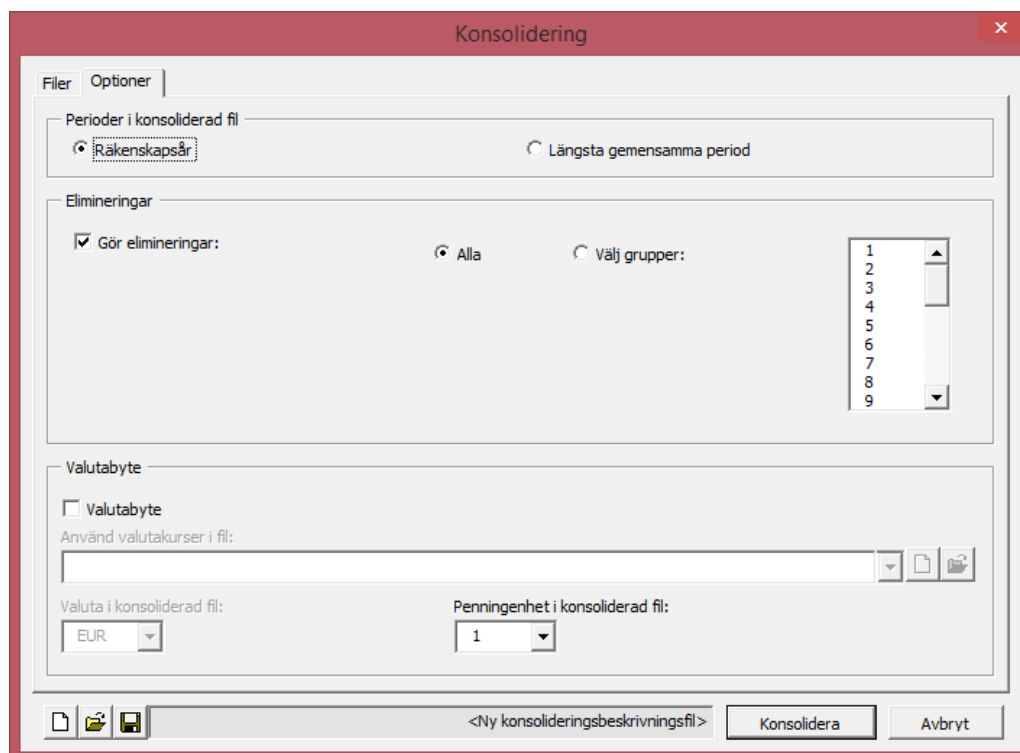 Konsolidering
Filer Optioner
Perioder i konsoliderad fil
Räkenskapsår Längsta gemensamma period
Elimineringar
Gör elimineringar: Alla Välj grupper:
1
2
3
4
5
6
7
8
9
Valutabyte
Valutabyte
Använd valutakurser i fil:
Valuta i konsoliderad fil: Penningenhet i konsoliderad fil:
EUR 1
<Ny konsolideringsbeskrivningsfil> Konsolidera Avbryt